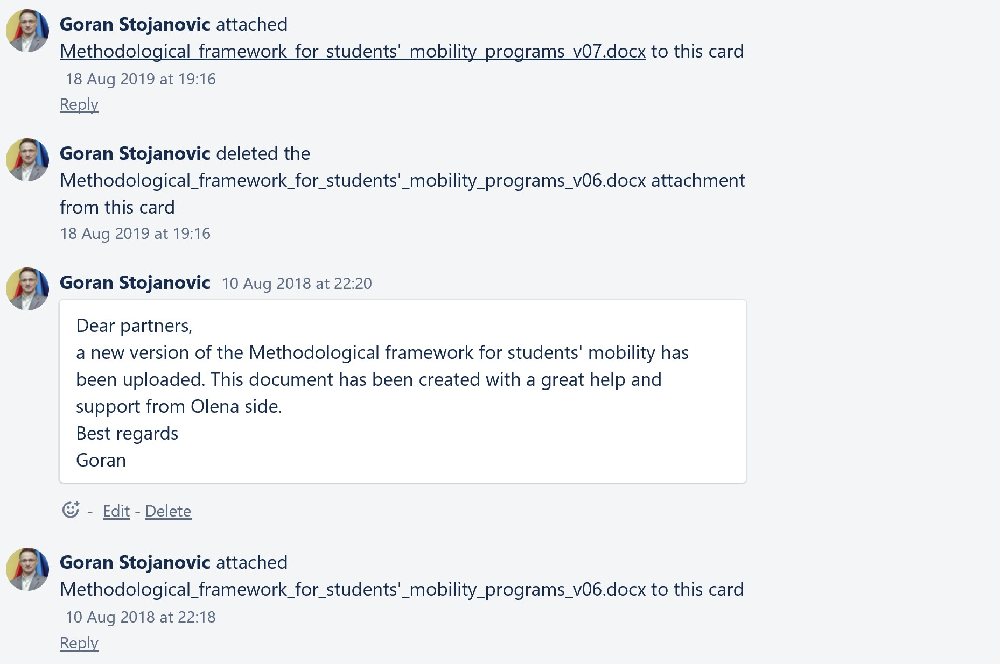 Goran Stojanovic attached
Methodological_framework_for_students'_mobility_programs_v07.docx to this card
18 Aug 2019 at 19:16
Reply
Goran Stojanovic deleted the
Methodological_framework_for_students'_mobility_programs_v06.docx attachment
from this card
18 Aug 2019 at 19:16
Goran Stojanovic 10 Aug 2018 at 22:20
Dear partners,
a new version of the Methodological framework for students' mobility has
been uploaded. This document has been created with a great help and
support from Olena side.
Best regards
Goran
- Edit - Delete
Goran Stojanovic attached
Methodological_framework_for_students'_mobility_programs_v06.docx to this card
10 Aug 2018 at 22:18
Reply